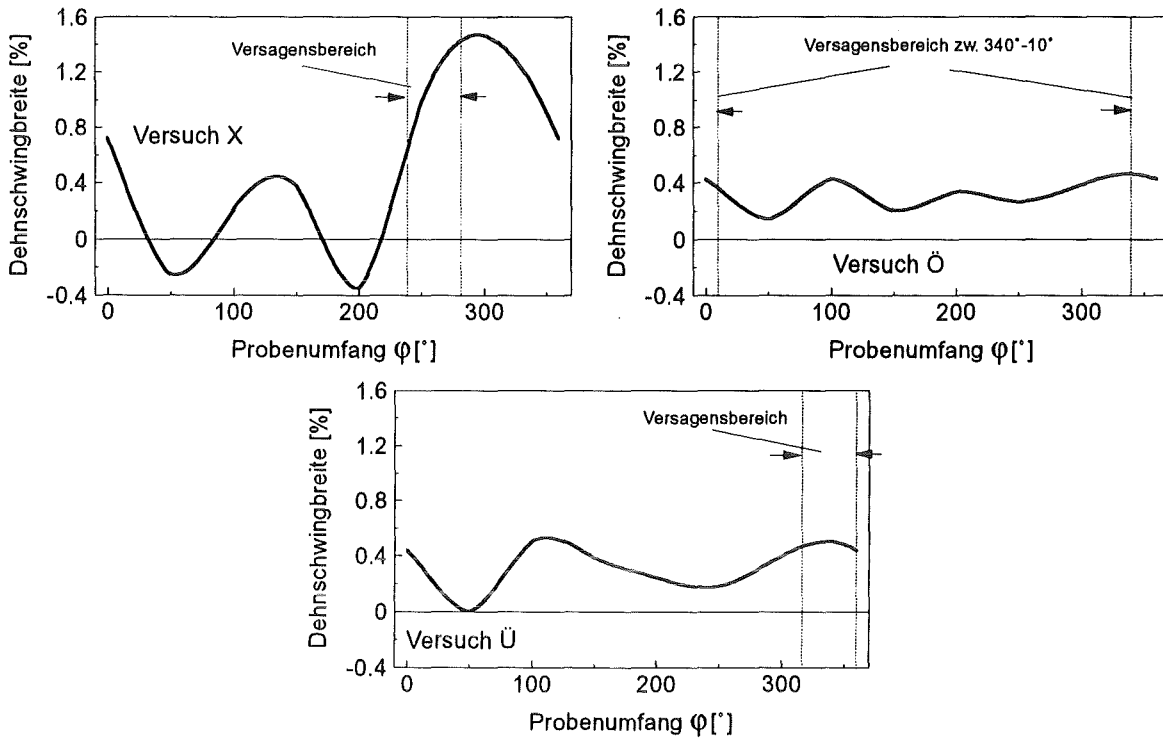 Dehnschwingbreite [%]
1.6
1.2
0.8
0.4
0
-0.4
Versagensbereich
Versuch X
0
100
200
300
Probenumfang φ[°]
Dehnschwingbreite [%]
1.6
1.2
0.8
0.4
0
-0.4
Versagensbereich zw. 340°-10°
Versuch Ö
0
100
200
300
Probenumfang φ[°]
Dehnschwingbreite [%]
1.6
1.2
0.8
0.4
0
-0.4
Versagensbereich
Versuch Ü
0
100
200
300
Probenumfang φ[°]